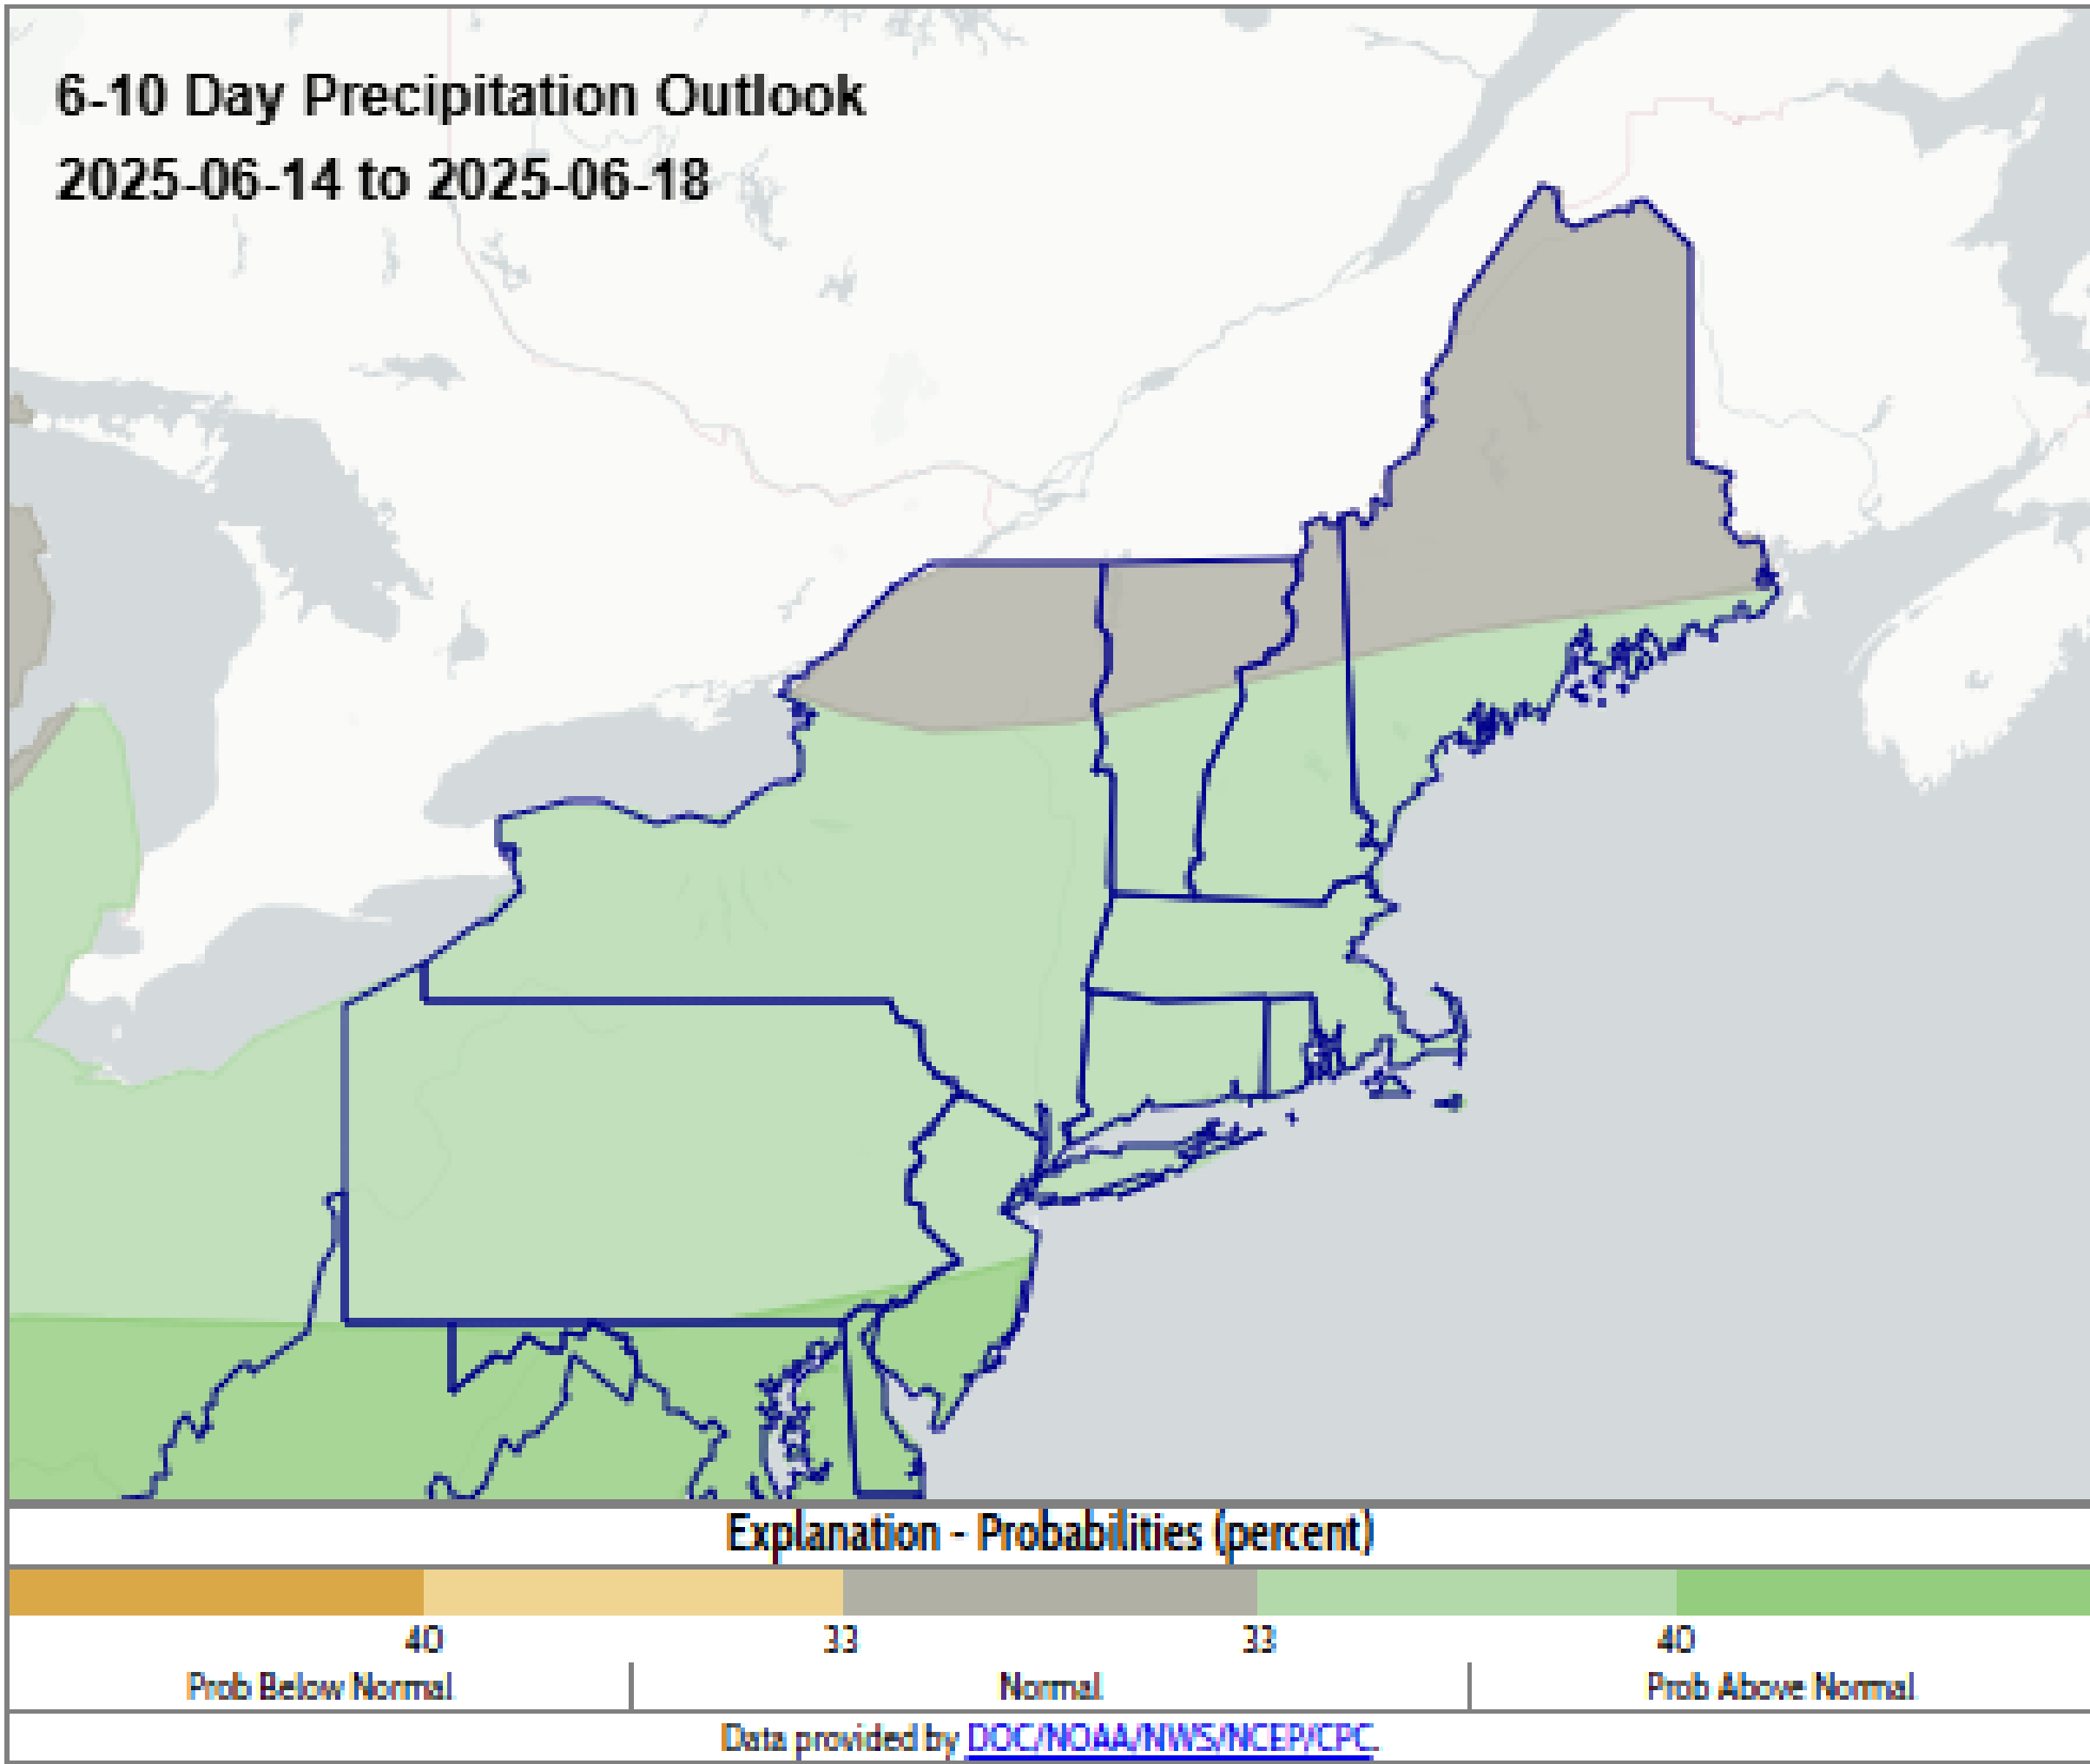 6-10 Day Precipitation Outlook
2025-06-14 to 2025-06-18
Explanation - Probabilities (percent)
40 33 33 40
Prob Below Normal Normal Prob Above Normal
Data provided by DOC/NOAA/NWS/NCEP/CPC.